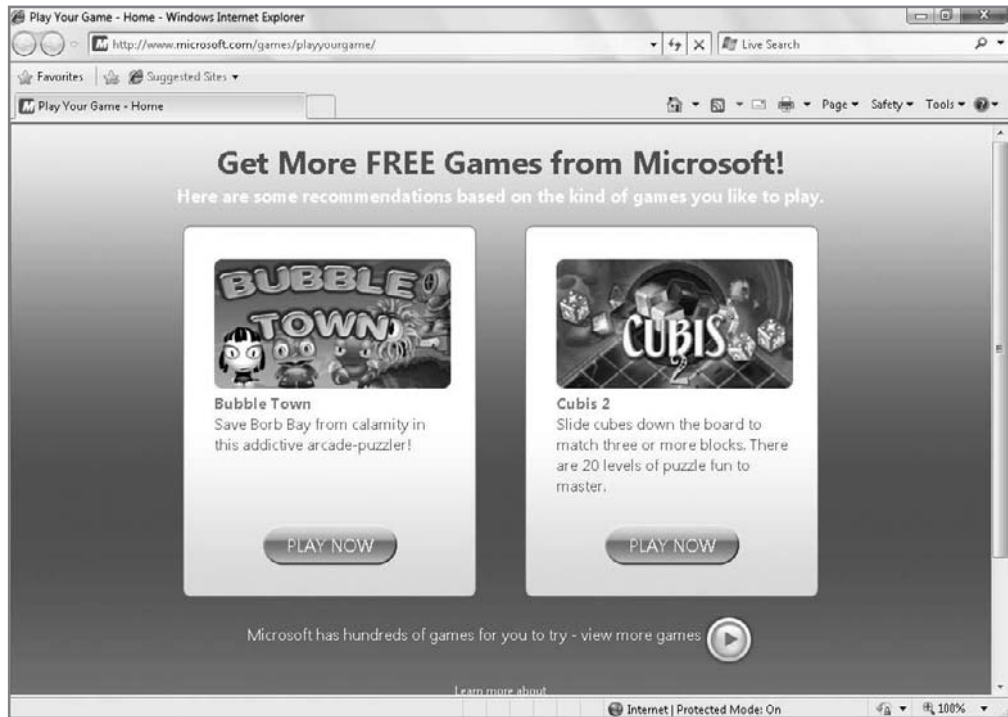 Play Your Game - Home - Windows Internet Explorer
http://www.microsoft.com/games/playyourgame/
Live Search
Favorites
Suggested Sites
Play Your Game - Home
Page
Safety
Tools
Get More FREE Games from Microsoft!
Here are some recommendations based on the kind of games you like to play.
BUBBLE
TOWN
Bubble Town
Save Borb Bay from calamity in
this addictive arcade-puzzler!
PLAY NOW
CUBIS
2
Cubis 2
Slide cubes down the board to
match three or more blocks. There
are 20 levels of puzzle fun to
master.
PLAY NOW
Microsoft has hundreds of games for you to try - view more games
Learn more about
Internet | Protected Mode: On
100%